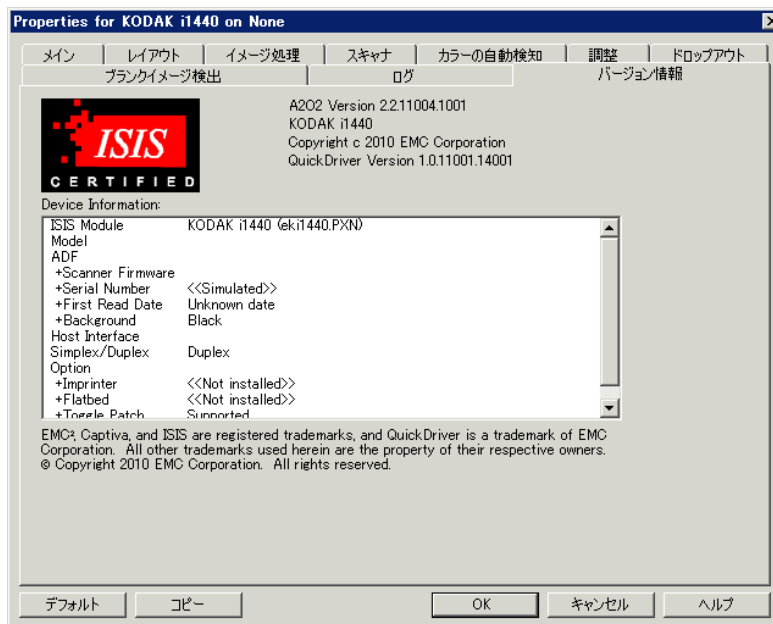 Properties for KODAK i1440 on None
メイン レイアウト イメージ処理 スキャナ カラーの自動検知 調整 ドロップアウト
ブランクイメージ検出 ログ バージョン情報
ISIS
CERTIFIED
A2O2 Version 2.2.11004.1001
KODAK i1440
Copyright c 2010 EMC Corporation
QuickDriver Version 1.0.11001.14001
Device Information:
ISIS Module KODAK i1440 (eki1440.PXN)
Model
ADF
+Scanner Firmware
+Serial Number <<Simulated>>
+First Read Date Unknown date
+Background Black
Host Interface
Simplex/Duplex Duplex
Option
+Imprinter <<Not installed>>
+Flatbed <<Not installed>>
+Toggle Patch Supported
EMC², Captiva, and ISIS are registered trademarks, and QuickDriver is a trademark of EMC
Corporation. All other trademarks used herein are the property of their respective owners.
© Copyright 2010 EMC Corporation. All rights reserved.
デフォルト コピー OK キャンセル ヘルプ